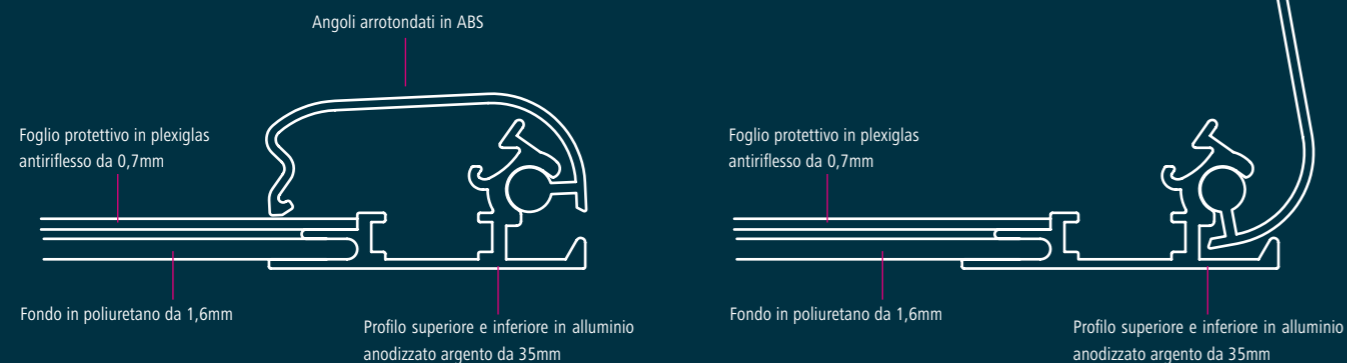 Angoli arrotondati in ABS
Foglio protettivo in plexiglas
antiriflesso da 0,7mm
Fondo in poliuretano da 1,6mm
Profilo superiore e inferiore in alluminio
anodizzato argento da 35mm
Foglio protettivo in plexiglas
antiriflesso da 0,7mm
Fondo in poliuretano da 1,6mm
Profilo superiore e inferiore in alluminio
anodizzato argento da 35mm